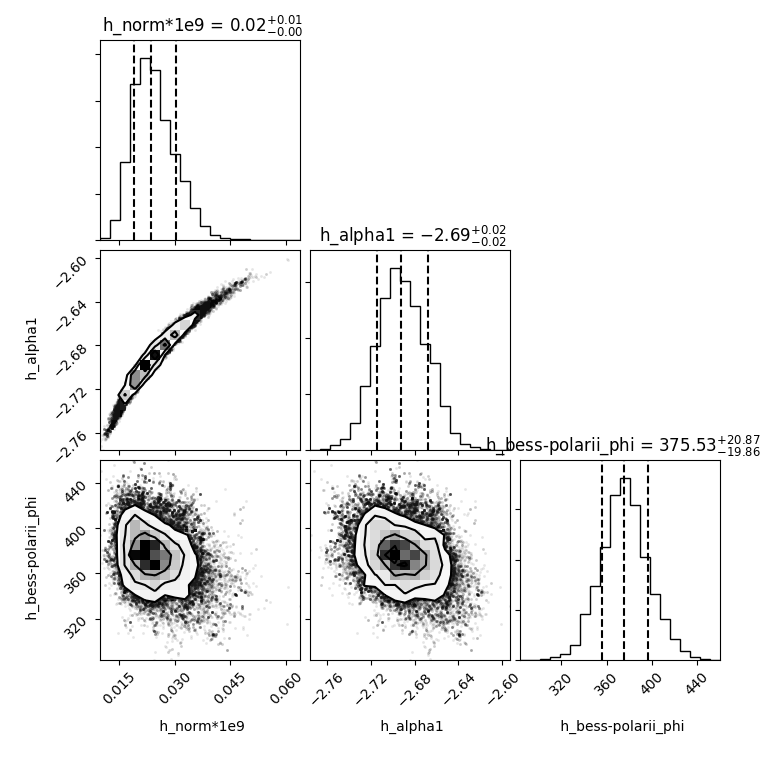 h_norm*1e9 = 0.02+0.01−0.00
h_alpha1 = −2.69+0.02−0.02
−2.60
−2.64
−2.68
−2.72
−2.76
h_alpha1
h_bess-polarii_phi = 375.53+20.87−19.86
440
400
360
320
h_bess-polarii_phi
0.015 0.030 0.045 0.060
−2.76 −2.72 −2.68 −2.64 −2.60
320 360 400 440
h_norm*1e9 h_alpha1 h_bess-polarii_phi